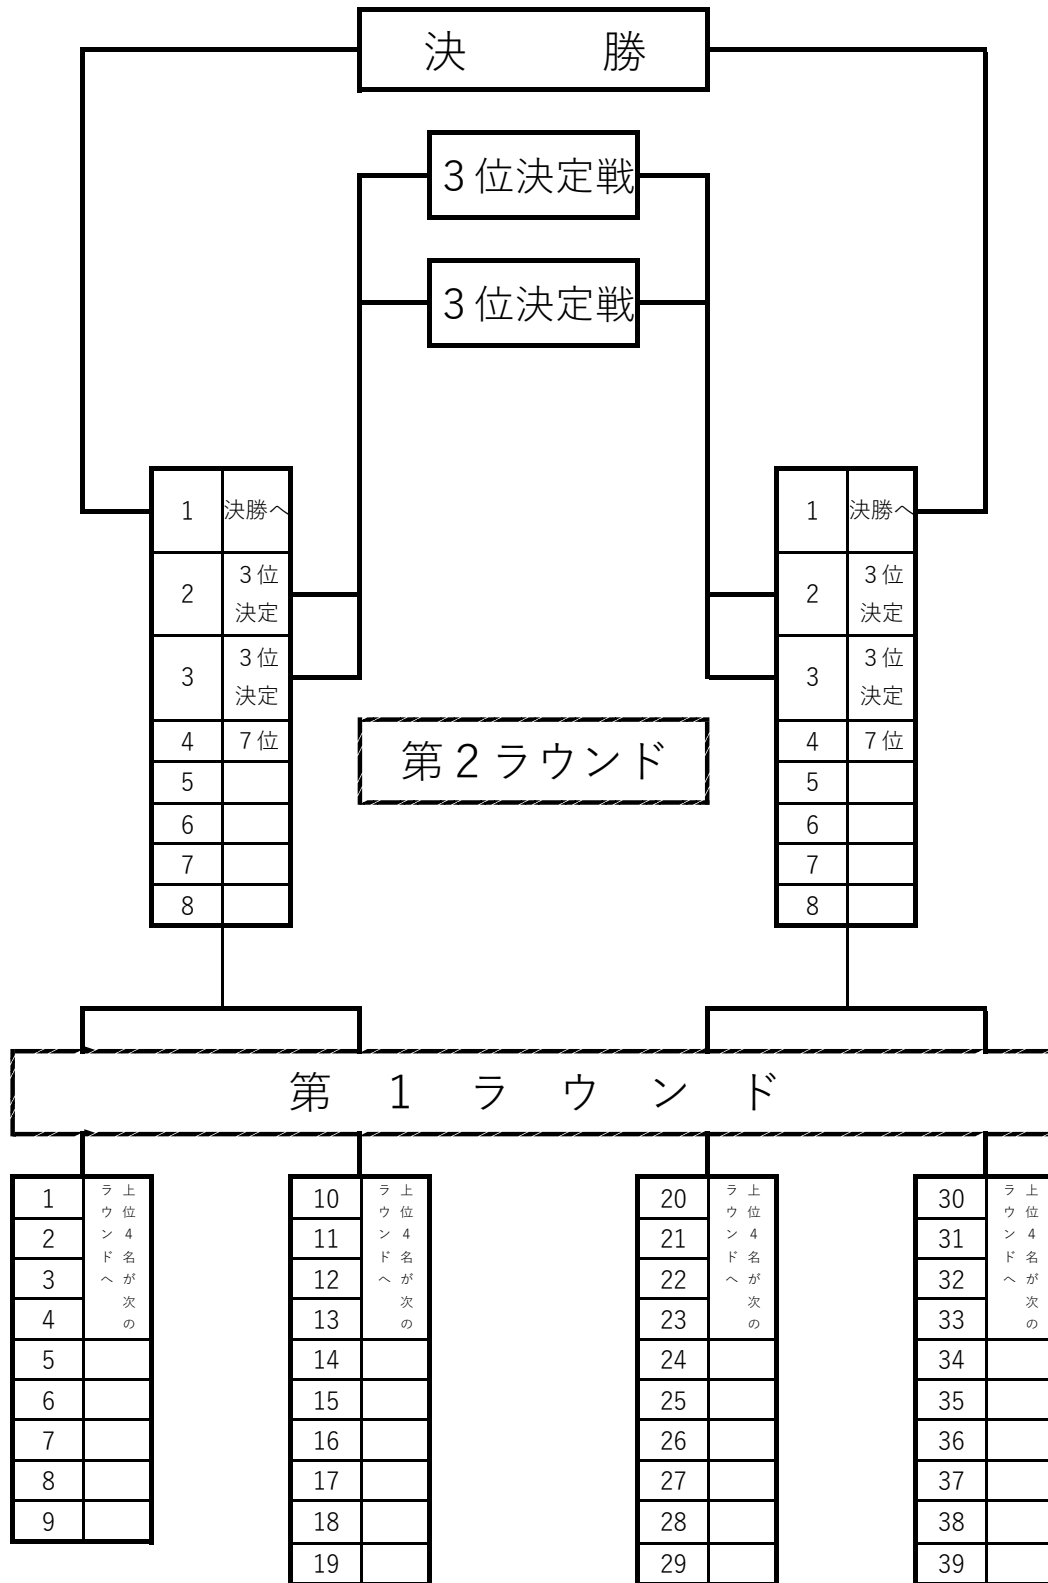 決　勝
３位決定戦
３位決定戦
1 決勝へ
2 ３位決定
3 ３位決定
4 ７位
5
6
7
8
1 決勝へ
2 ３位決定
3 ３位決定
4 ７位
5
6
7
8
第２ラウンド
第　１　ラ　ウ　ン　ド
上位4名が次の
ラウンドへ
1
2
3
4
5
6
7
8
9
上位4名が次の
ラウンドへ
10
11
12
13
14
15
16
17
18
19
上位4名が次の
ラウンドへ
20
21
22
23
24
25
26
27
28
29
上位4名が次の
ラウンドへ
30
31
32
33
34
35
36
37
38
39